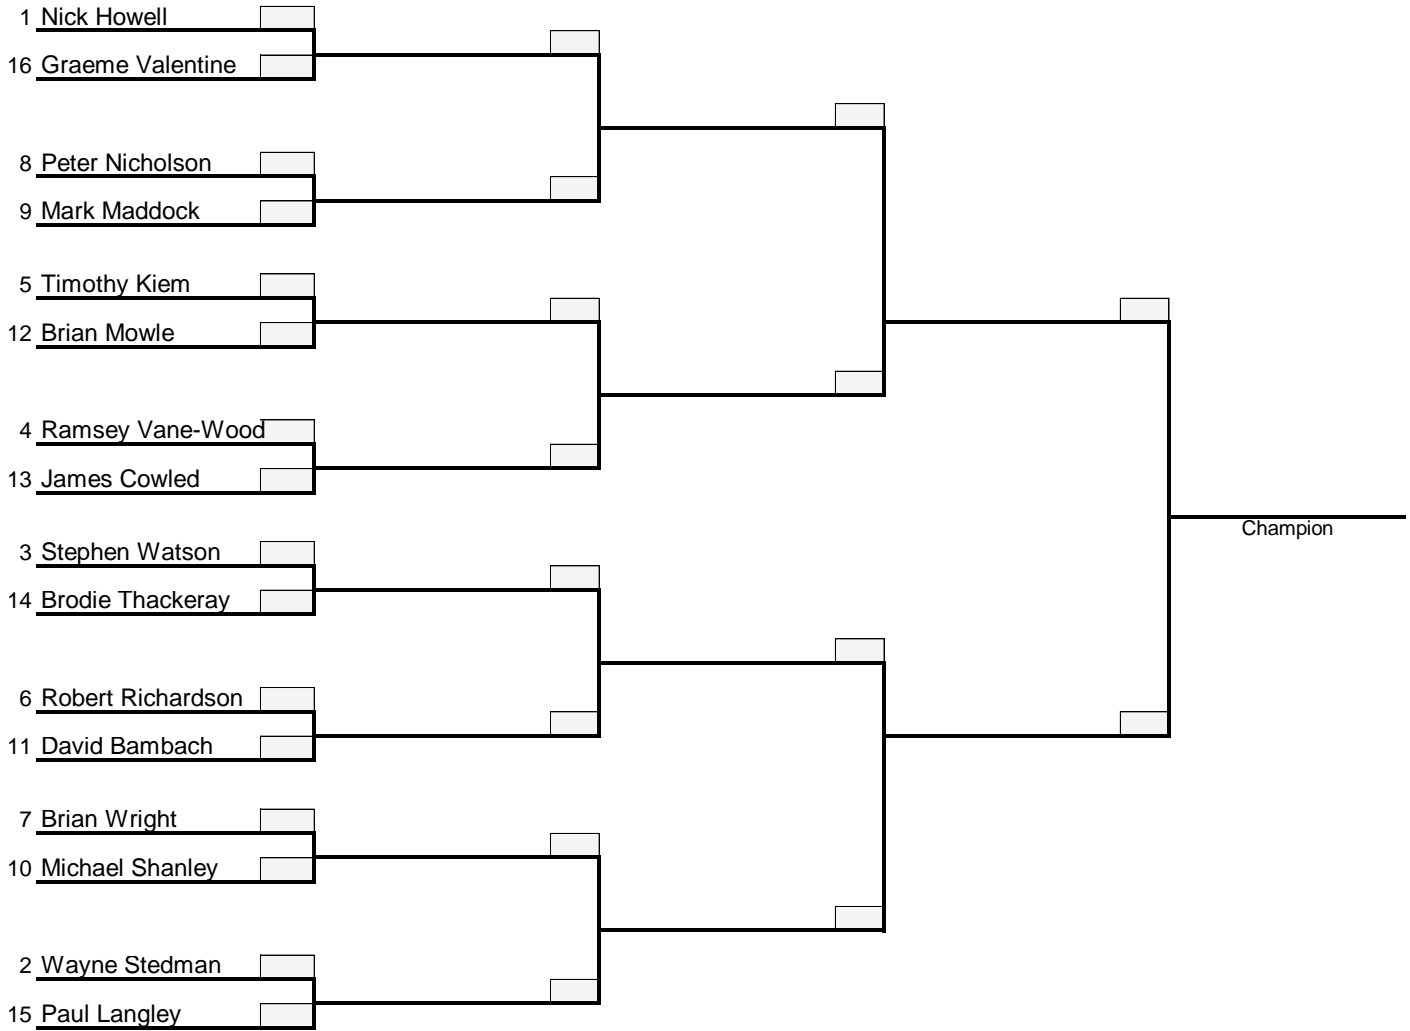 1 Nick Howell
16 Graeme Valentine
8 Peter Nicholson
9 Mark Maddock
5 Timothy Kiem
12 Brian Mowle
4 Ramsey Vane-Wood
13 James Cowled
Champion
3 Stephen Watson
14 Brodie Thackeray
6 Robert Richardson
11 David Bambach
7 Brian Wright
10 Michael Shanley
2 Wayne Stedman
15 Paul Langley